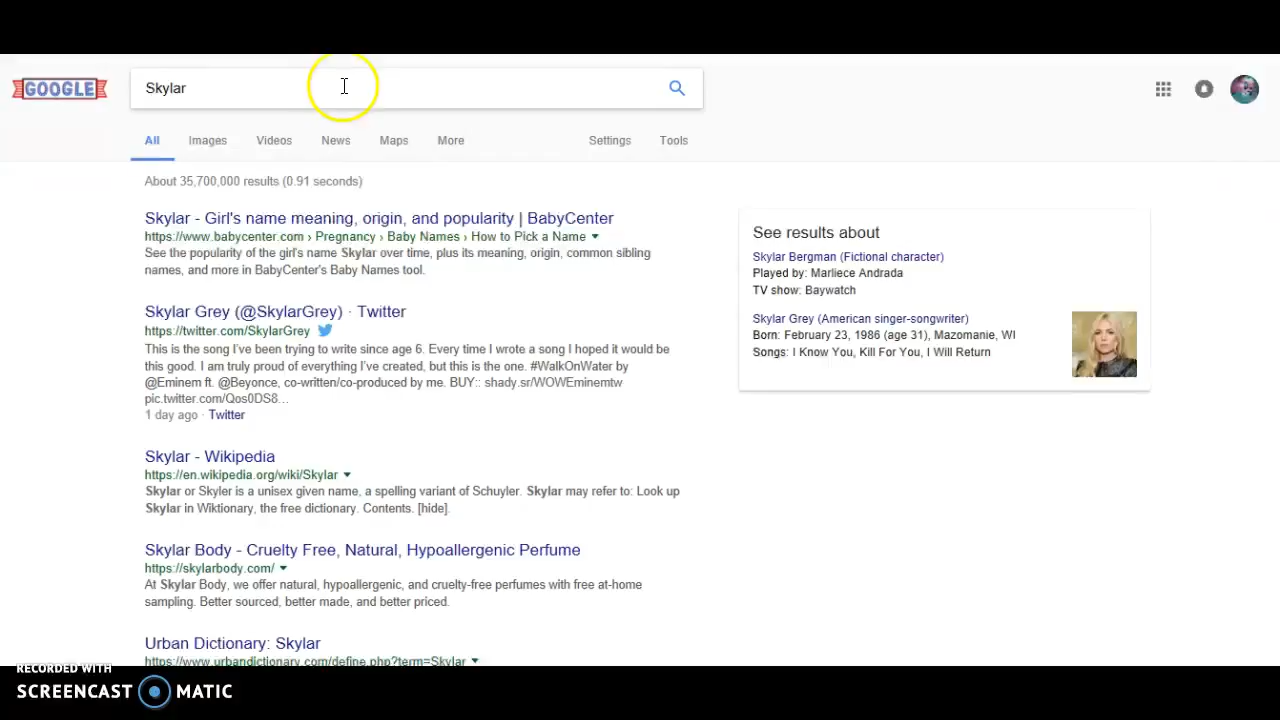 GOOGLE
Skylar
All Images Videos News Maps More Settings Tools
About 35,700,000 results (0.91 seconds)
Skylar - Girl's name meaning, origin, and popularity | BabyCenter
https://www.babycenter.com › Pregnancy › Baby Names › How to Pick a Name
See the popularity of the girl's name Skylar over time, plus its meaning, origin, common sibling
names, and more in BabyCenter's Baby Names tool.
Skylar Grey (@SkylarGrey) · Twitter
https://twitter.com/SkylarGrey
This is the song I've been trying to write since age 6. Every time I wrote a song I hoped it would be
this good. I am truly proud of everything I've created, but this is the one. #WalkOnWater by
@Eminem ft. @Beyonce, co-written/co-produced by me. BUY:: shady.sr/WOWEminemtw
pic.twitter.com/Qos0DS8...
1 day ago · Twitter
Skylar - Wikipedia
https://en.wikipedia.org/wiki/Skylar
Skylar or Skyler is a unisex given name, a spelling variant of Schuyler. Skylar may refer to: Look up
Skylar in Wiktionary, the free dictionary. Contents. [hide].
Skylar Body - Cruelty Free, Natural, Hypoallergenic Perfume
https://skylarbody.com/
At Skylar Body, we offer natural, hypoallergenic, and cruelty-free perfumes with free at-home
sampling. Better sourced, better made, and better priced.
Urban Dictionary: Skylar
https://www.urbandictionary.com/define.php?term=Skylar
See results about
Skylar Bergman (Fictional character)
Played by: Marliece Andrada
TV show: Baywatch
Skylar Grey (American singer-songwriter)
Born: February 23, 1986 (age 31), Mazomanie, WI
Songs: I Know You, Kill For You, I Will Return
RECORDED WITH
SCREENCAST MATIC